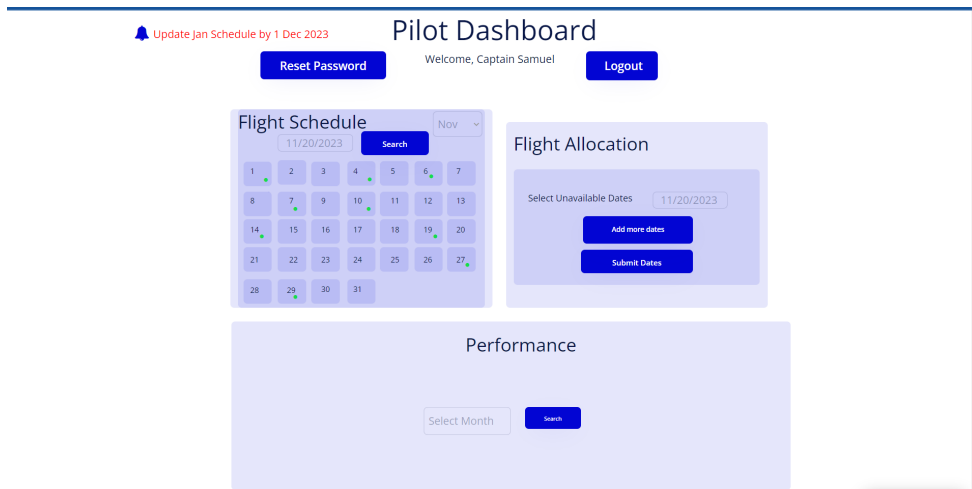 Update Jan Schedule by 1 Dec 2023
Pilot Dashboard
Reset Password
Welcome, Captain Samuel
Logout
Flight Schedule
Nov
11/20/2023
Search
1 2 3 4 5 6 7
8 7 9 10 11 12 13
14 15 16 17 18 19 20
21 22 23 24 25 26 27
28 29 30 31
Flight Allocation
Select Unavailable Dates
11/20/2023
Add more dates
Submit Dates
Performance
Select Month
Search